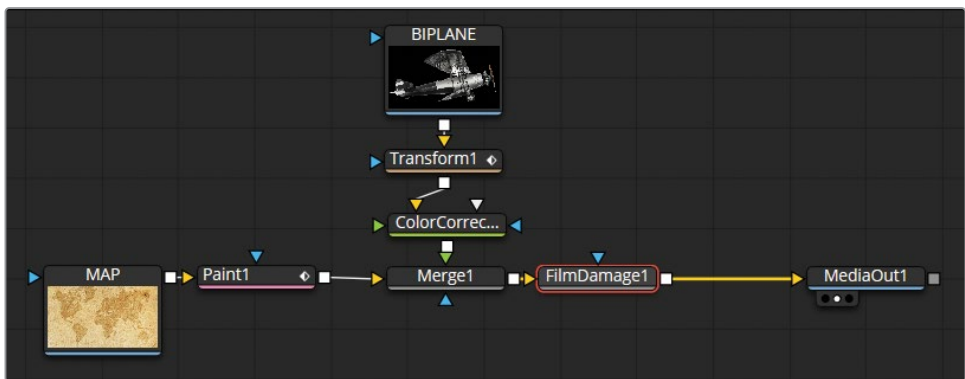 BIPLANE
Transform1
ColorCorrec...
MAP
Paint1
Merge1
FilmDamage1
MediaOut1